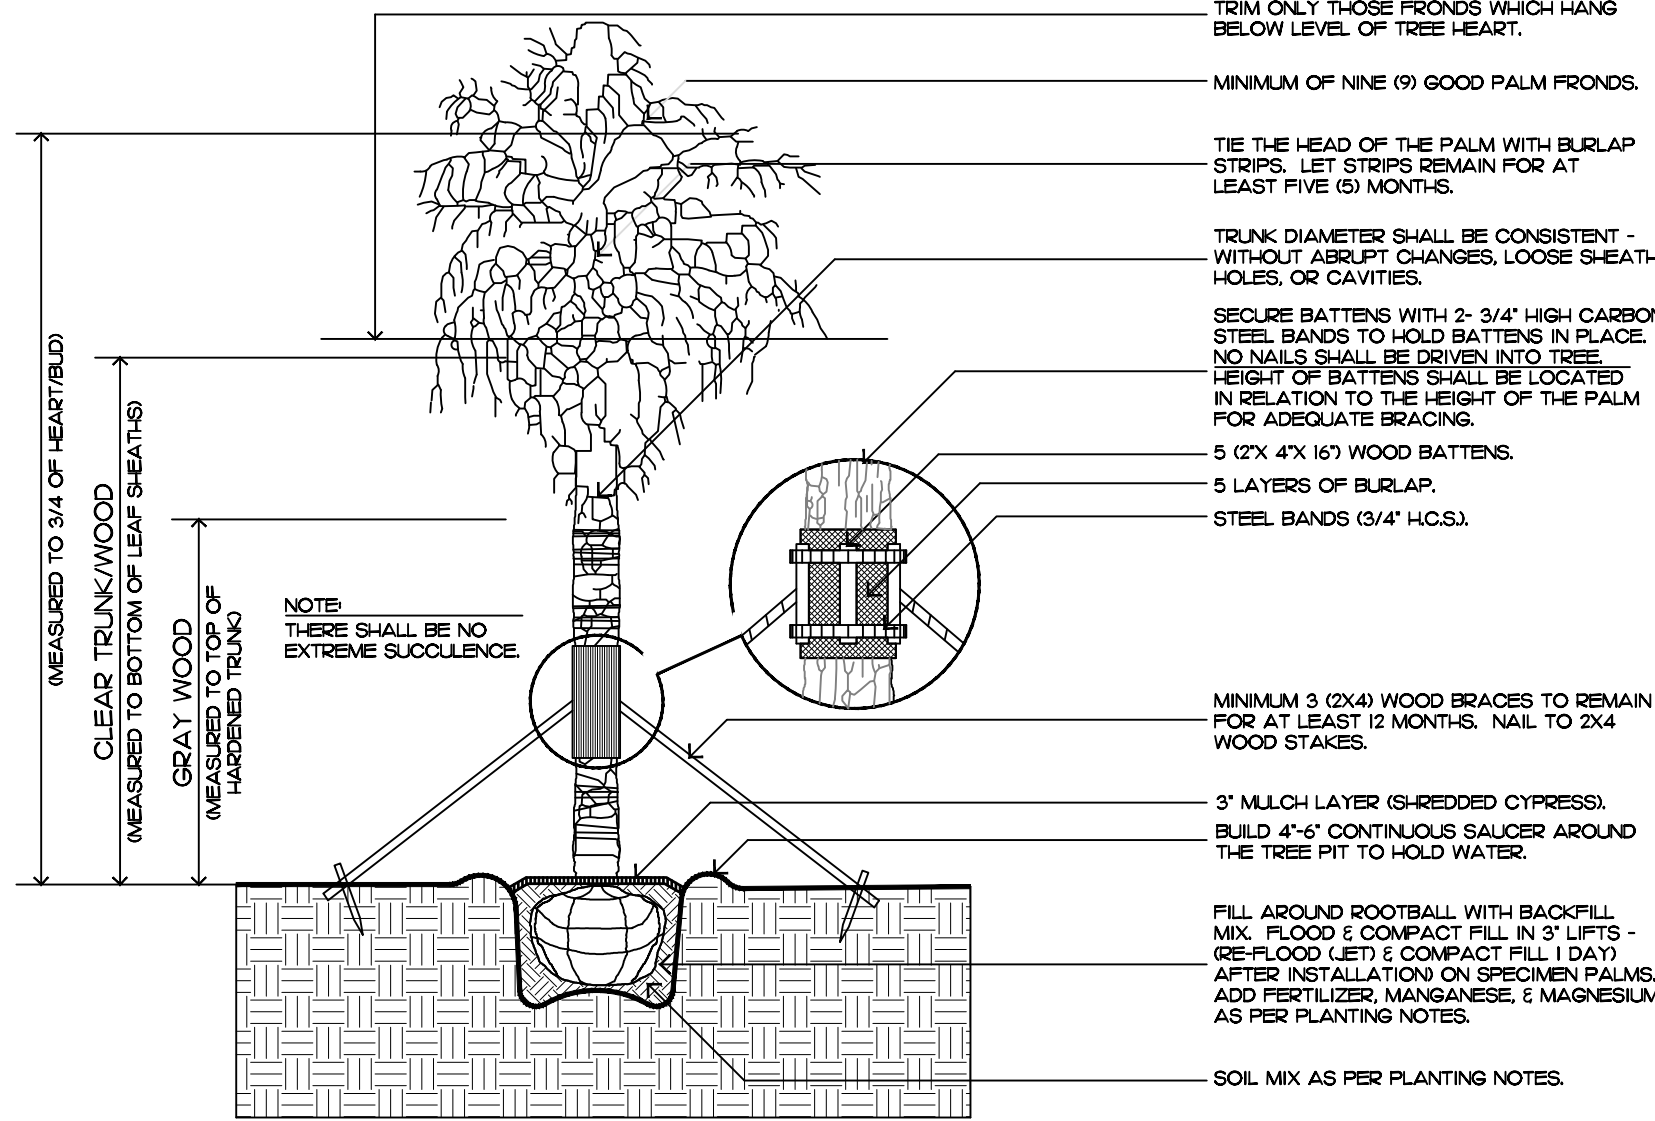 TRIM ONLY THOSE FRONDS WHICH HANG
BELOW LEVEL OF TREE HEART.
MINIMUM OF NINE (9) GOOD PALM FRONDS.
TIE THE HEAD OF THE PALM WITH BURLAP
STRIPS. LET STRIPS REMAIN FOR AT
LEAST FIVE (5) MONTHS.
TRUNK DIAMETER SHALL BE CONSISTENT -
WITHOUT ABRUPT CHANGES, LOOSE SHEATH
HOLES, OR CAVITIES.
SECURE BATTENS WITH 2- 3/4" HIGH CARBON
STEEL BANDS TO HOLD BATTENS IN PLACE.
NO NAILS SHALL BE DRIVEN INTO TREE.
HEIGHT OF BATTENS SHALL BE LOCATED
IN RELATION TO THE HEIGHT OF THE PALM
FOR ADEQUATE BRACING.
5 (2"X 4"X 16") WOOD BATTENS.
5 LAYERS OF BURLAP.
STEEL BANDS (3/4" H.C.S.).
(MEASURED TO 3/4 OF HEART/BUD)
CLEAR TRUNK/WOOD
(MEASURED TO BOTTOM OF LEAF SHEATHS)
GRAY WOOD
(MEASURED TO TOP OF
HARDENED TRUNK)
NOTE:
THERE SHALL BE NO
EXTREME SUCCULENCE.
MINIMUM 3 (2X4) WOOD BRACES TO REMAIN
FOR AT LEAST 12 MONTHS. NAIL TO 2X4
WOOD STAKES.
3" MULCH LAYER (SHREDDED CYPRESS).
BUILD 4"-6" CONTINUOUS SAUCER AROUND
THE TREE PIT TO HOLD WATER.
FILL AROUND ROOTBALL WITH BACKFILL
MIX. FLOOD & COMPACT FILL IN 3" LIFTS -
(RE-FLOOD (JET) & COMPACT FILL 1 DAY)
AFTER INSTALLATION) ON SPECIMEN PALMS.
ADD FERTILIZER, MANGANESE, & MAGNESIUM
AS PER PLANTING NOTES.
SOIL MIX AS PER PLANTING NOTES.